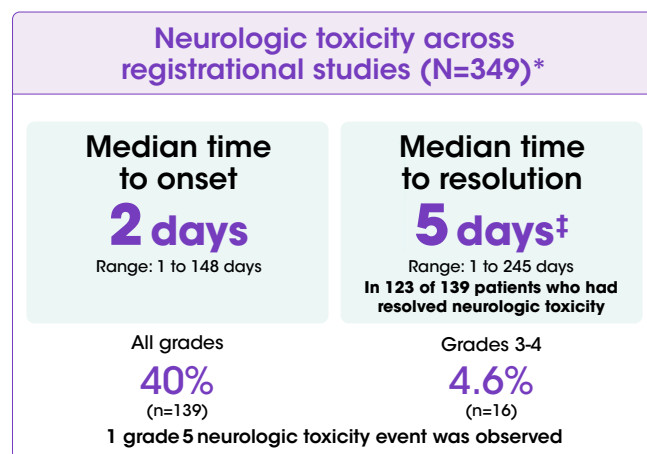 Neurologic toxicity across
registrational studies (N=349)*
Median time
to onset
2 days
Range: 1 to 148 days
Median time
to resolution
5 days‡
Range: 1 to 245 days
In 123 of 139 patients who had
resolved neurologic toxicity
All grades
40%
(n=139)
Grades 3-4
4.6%
(n=16)
1 grade 5 neurologic toxicity event was observed